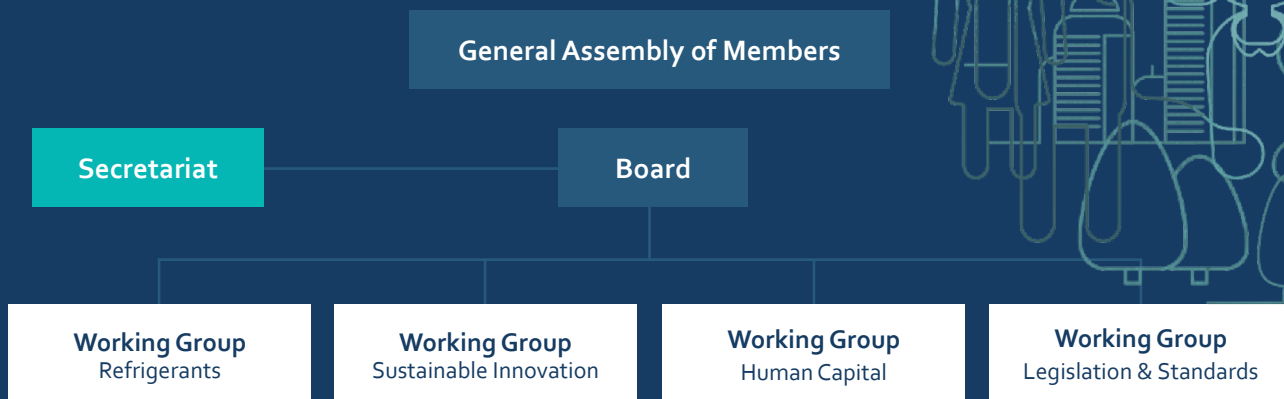 General Assembly of Members
Secretariat
Board
Working Group
Refrigerants
Working Group
Sustainable Innovation
Working Group
Human Capital
Working Group
Legislation & Standards